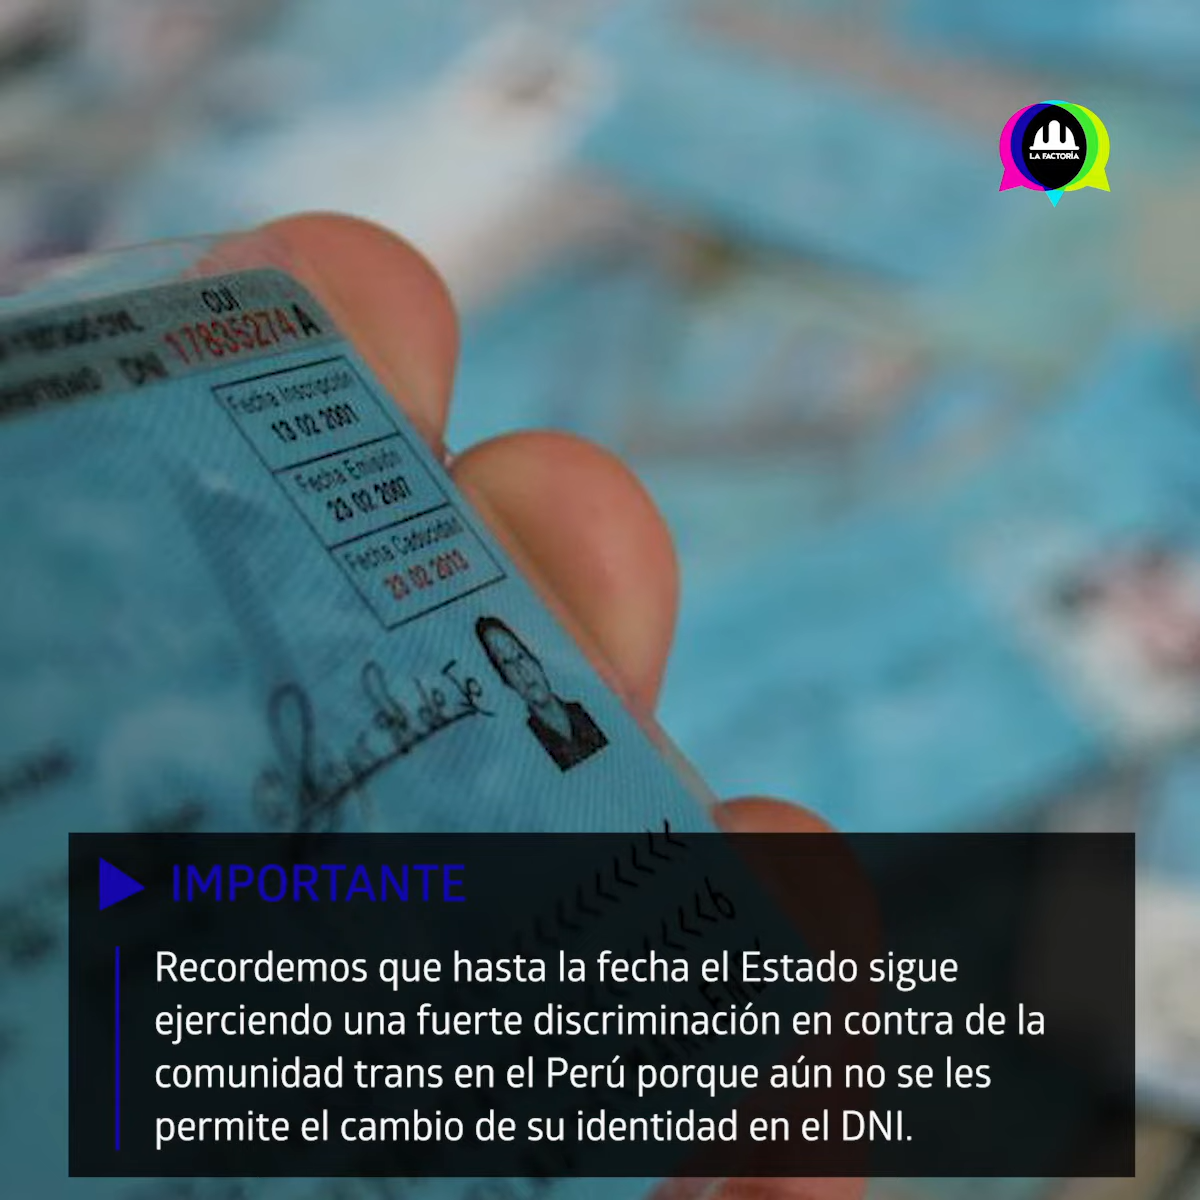 LA FACTORÍA
CUI
DNI 17835274 A
Fecha Inscripción
13 02 2001
Fecha Emisión
23 02 2007
Fecha Caducidad
23 02 2013
<<<<<<<<
<<<<6
IMPORTANTE
Recordemos que hasta la fecha el Estado sigue
ejerciendo una fuerte discriminación en contra de la
comunidad trans en el Perú porque aún no se les
permite el cambio de su identidad en el DNI.